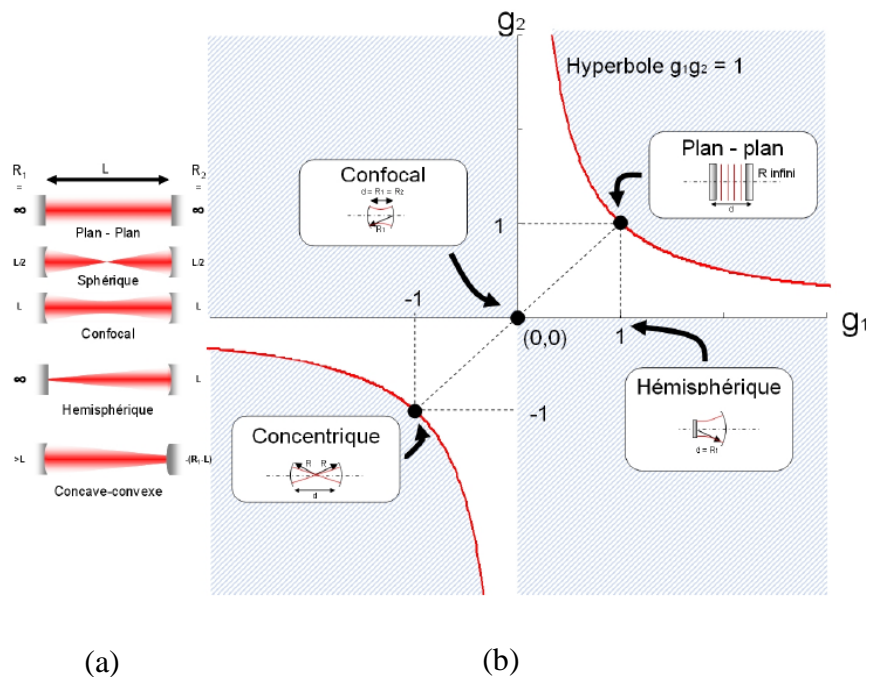 R₁
=
L
R₂
=
∞
∞
Plan - Plan
L/2
L/2
Sphérique
L
L
Confocal
∞
L
Hemisphérique
>L
-(R₁-L)
Concave-convexe
(a)
g₂
Hyperbole g₁g₂ = 1
Plan - plan
R infini
d
Confocal
d = R₁ = R₂
R₁
1
-1
(0,0)
1
g₁
-1
Hémisphérique
d = R₁
Concentrique
R
R
d
(b)